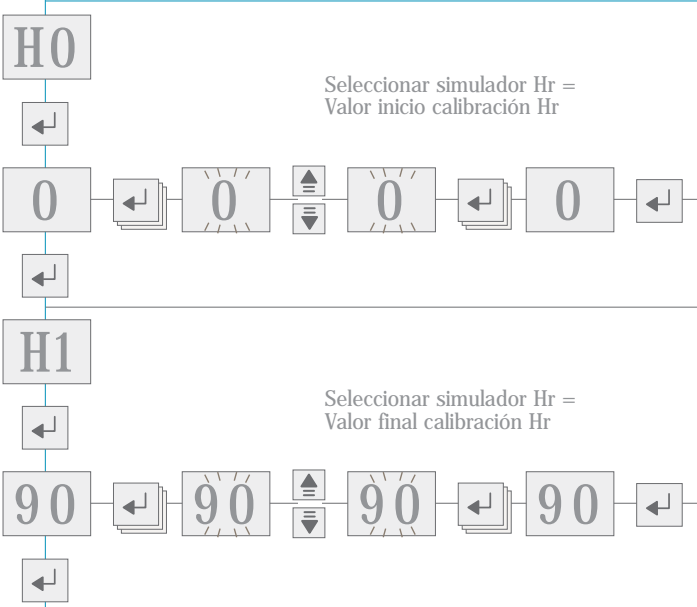 H0
Seleccionar simulador Hr =
Valor inicio calibración Hr
0 0 0 0
H1
Seleccionar simulador Hr =
Valor final calibración Hr
90 90 90 90